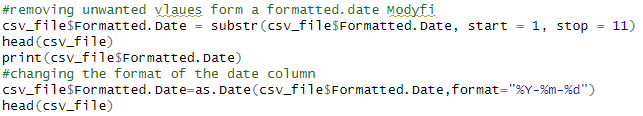 #removing unwanted vlaues form a formatted.date Modyfi
csv_file$Formatted.Date = substr(csv_file$Formatted.Date, start = 1, stop = 11)
head(csv_file)
print(csv_file$Formatted.Date)
#changing the format of the date column
csv_file$Formatted.Date=as.Date(csv_file$Formatted.Date,format="%Y-%m-%d")
head(csv_file)